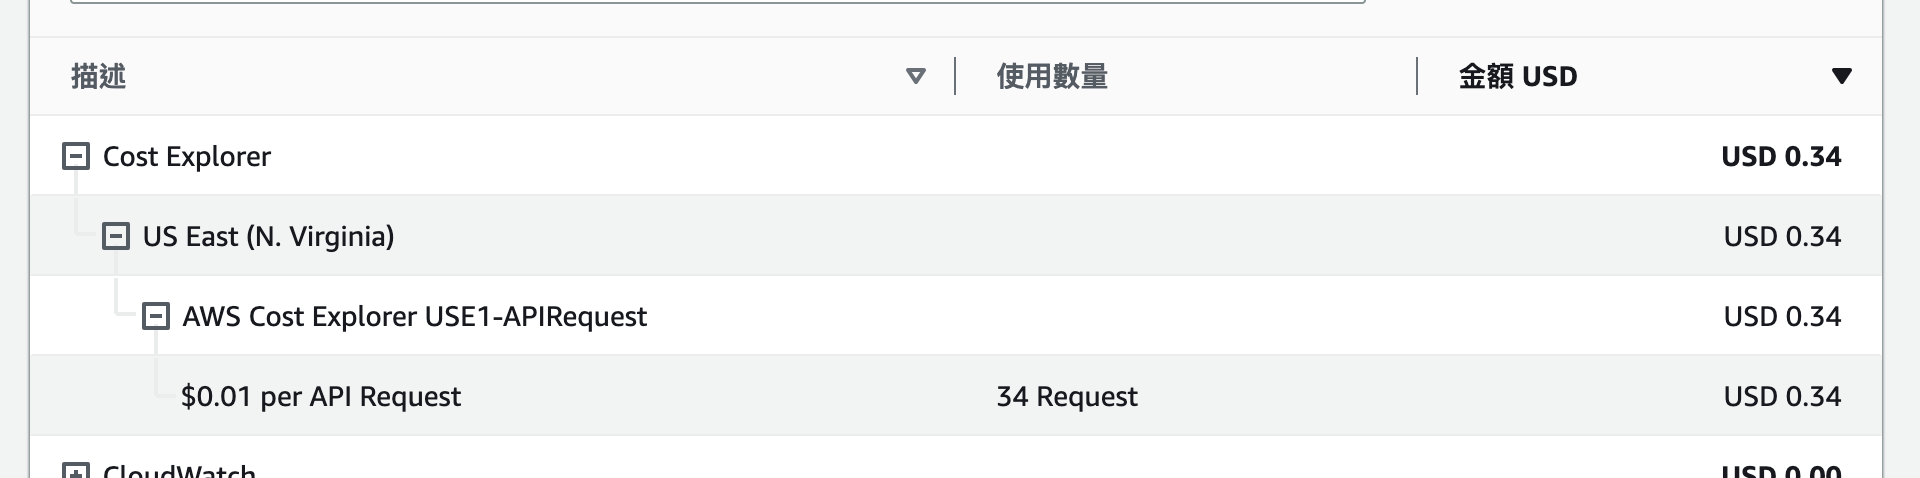 描述 使用數量 金額 USD
Cost Explorer USD 0.34
US East (N. Virginia) USD 0.34
AWS Cost Explorer USE1-APIRequest USD 0.34
$0.01 per API Request 34 Request USD 0.34
CloudWatch USD 0.00